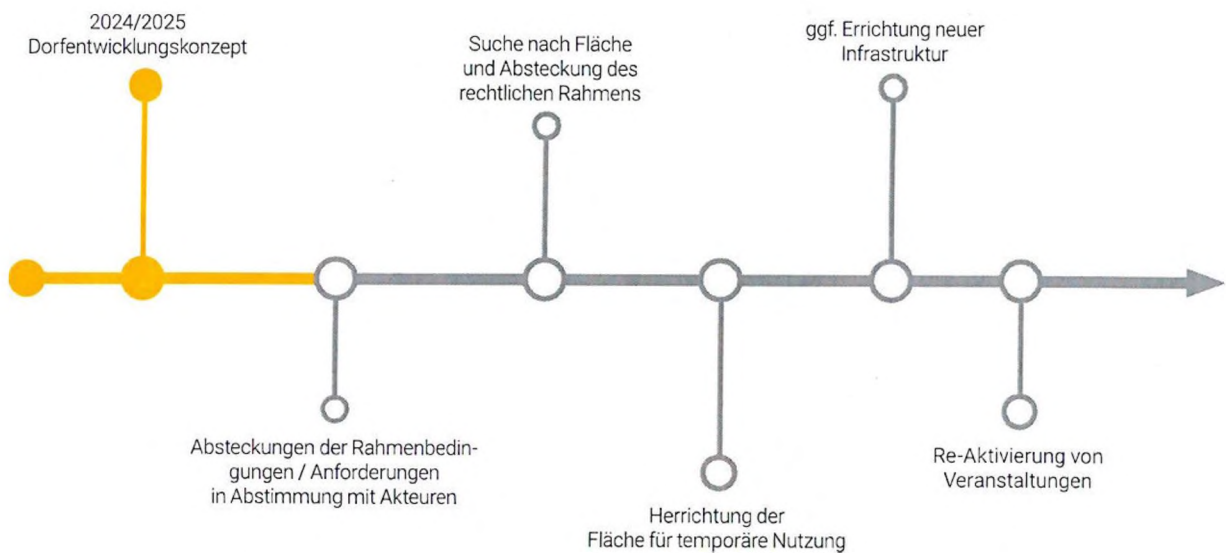 2024/2025
Dorfentwicklungskonzept
Suche nach Fläche
und Absteckung des
rechtlichen Rahmens
ggf. Errichtung neuer
Infrastruktur
Absteckungen der Rahmenbedin-
gungen / Anforderungen
in Abstimmung mit Akteuren
Herrichtung der
Fläche für temporäre Nutzung
Re-Aktivierung von
Veranstaltungen